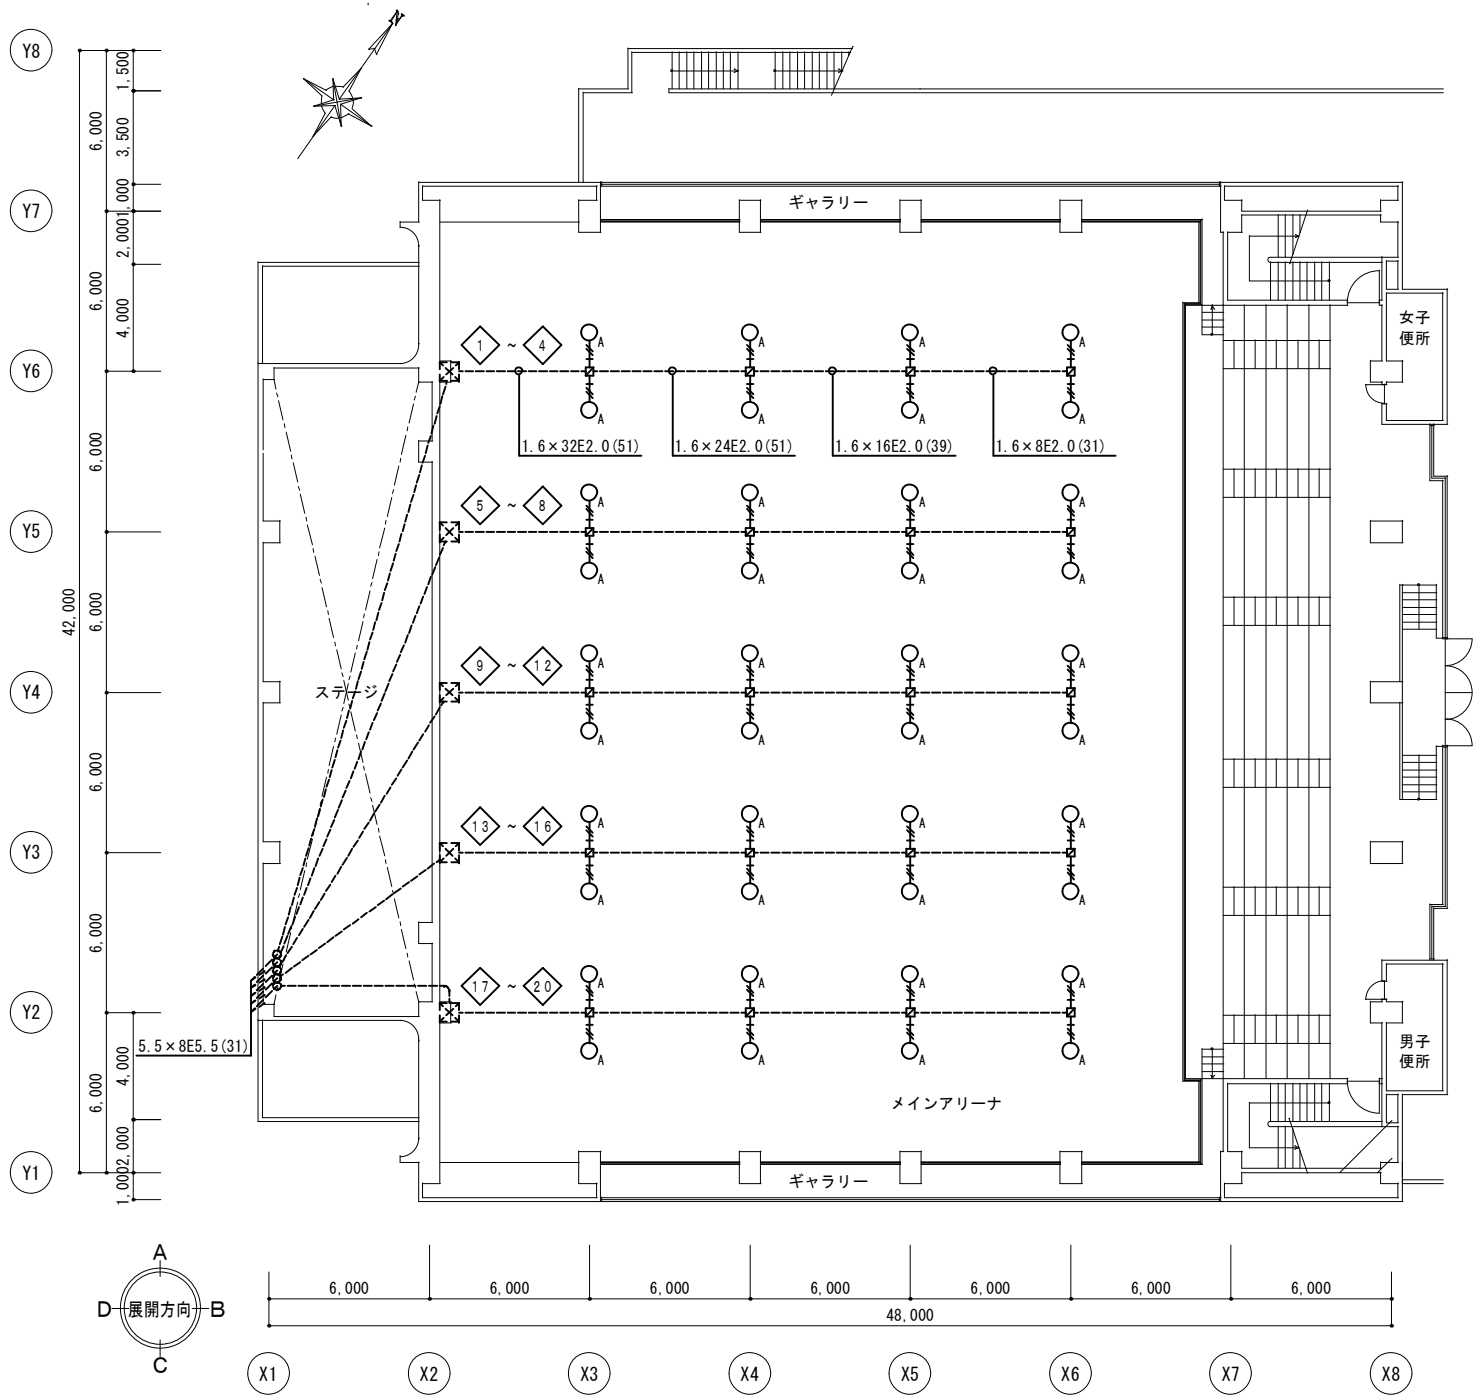 N
Y8
Y7
Y6
Y5
Y4
Y3
Y2
Y1
42,000
6,000
6,000
6,000
6,000
6,000
6,000
6,000
1,500
3,500
1,000
2,000
4,000
4,000
2,000
1,000
ギャラリー
女子
便所
1 ~ 4
A A A A
A A A A
1.6×32E2.0(51) 1.6×24E2.0(51) 1.6×16E2.0(39) 1.6×8E2.0(31)
5 ~ 8
A A A A
A A A A
ステージ
9 ~ 12
A A A A
A A A A
13 ~ 16
A A A A
A A A A
17 ~ 20
A A A A
A A A A
5.5×8E5.5(31)
男子
便所
メインアリーナ
ギャラリー
A
D 展開方向 B
C
6,000 6,000 6,000 6,000 6,000 6,000 6,000
48,000
X1 X2 X3 X4 X5 X6 X7 X8